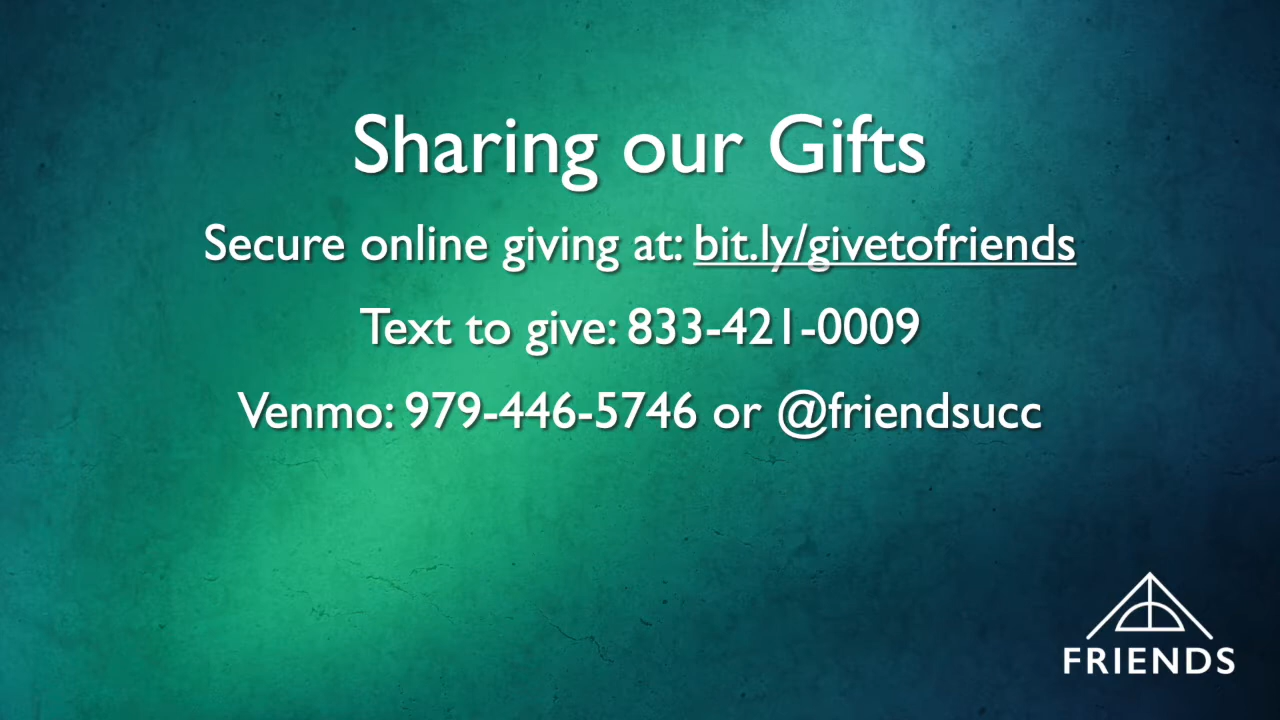 Sharing our Gifts
Secure online giving at: bit.ly/givetofriends
Text to give: 833-421-0009
Venmo: 979-446-5746 or @friendsucc
FRIENDS